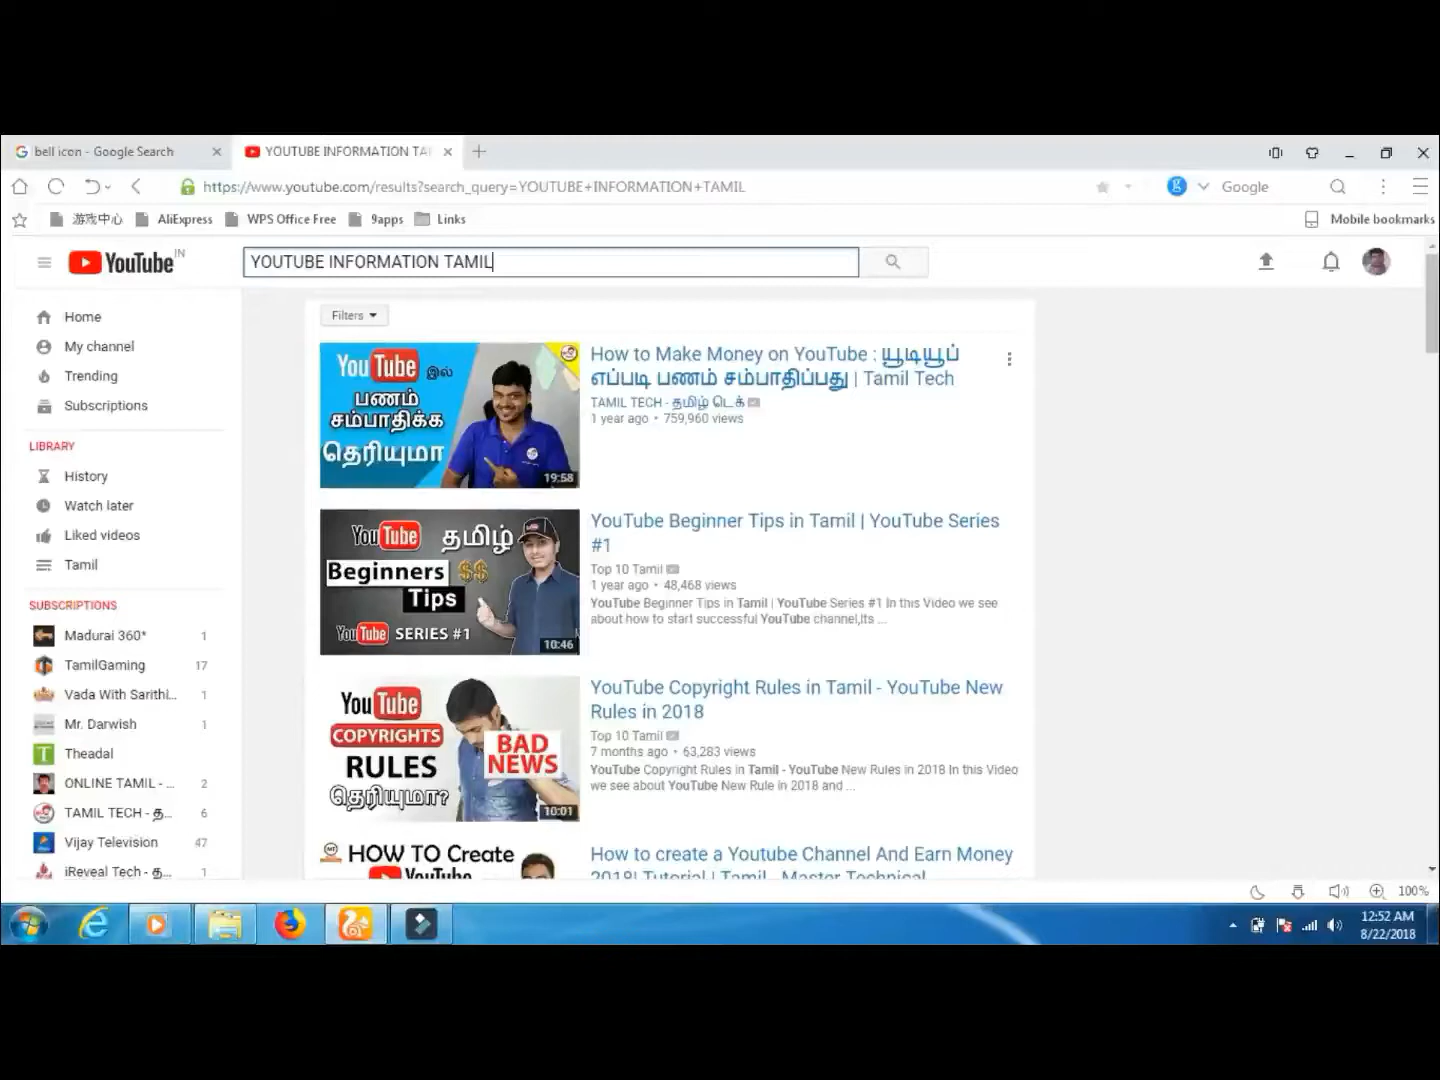 bell icon - Google Search
YOUTUBE INFORMATION TA
https://www.youtube.com/results?search_query=YOUTUBE+INFORMATION+TAMIL
Google
游戏中心
AliExpress
WPS Office Free
9apps
Links
Mobile bookmarks
YouTube IN
YOUTUBE INFORMATION TAMIL
Home
My channel
Trending
Subscriptions
LIBRARY
History
Watch later
Liked videos
Tamil
SUBSCRIPTIONS
Madurai 360* 1
TamilGaming 17
Vada With Sarithi... 1
Mr. Darwish 1
Theadal
ONLINE TAMIL - ... 2
TAMIL TECH - த... 6
Vijay Television 47
iReveal Tech - த... 1
Filters
YouTube இல்
பணம்
சம்பாதிக்க
தெரியுமா
19:58
How to Make Money on YouTube : யூடியூப்
எப்படி பணம் சம்பாதிப்பது | Tamil Tech
TAMIL TECH - தமிழ் டெக்
1 year ago • 759,960 views
YouTube தமிழ்
Beginners $$
Tips
YouTube SERIES #1
10:46
YouTube Beginner Tips in Tamil | YouTube Series
#1
Top 10 Tamil
1 year ago • 48,468 views
YouTube Beginner Tips in Tamil | YouTube Series #1 In this Video we see
about how to start successful YouTube channel,Its ...
YouTube
COPYRIGHTS
RULES
தெரியுமா?
BAD
NEWS
10:01
YouTube Copyright Rules in Tamil - YouTube New
Rules in 2018
Top 10 Tamil
7 months ago • 63,283 views
YouTube Copyright Rules in Tamil - YouTube New Rules in 2018 In this Video
we see about YouTube New Rule in 2018 and ...
HOW TO Create
YouTube
How to create a Youtube Channel And Earn Money
2018| Tutorial | Tamil - Master Technical
100%
12:52 AM
8/22/2018